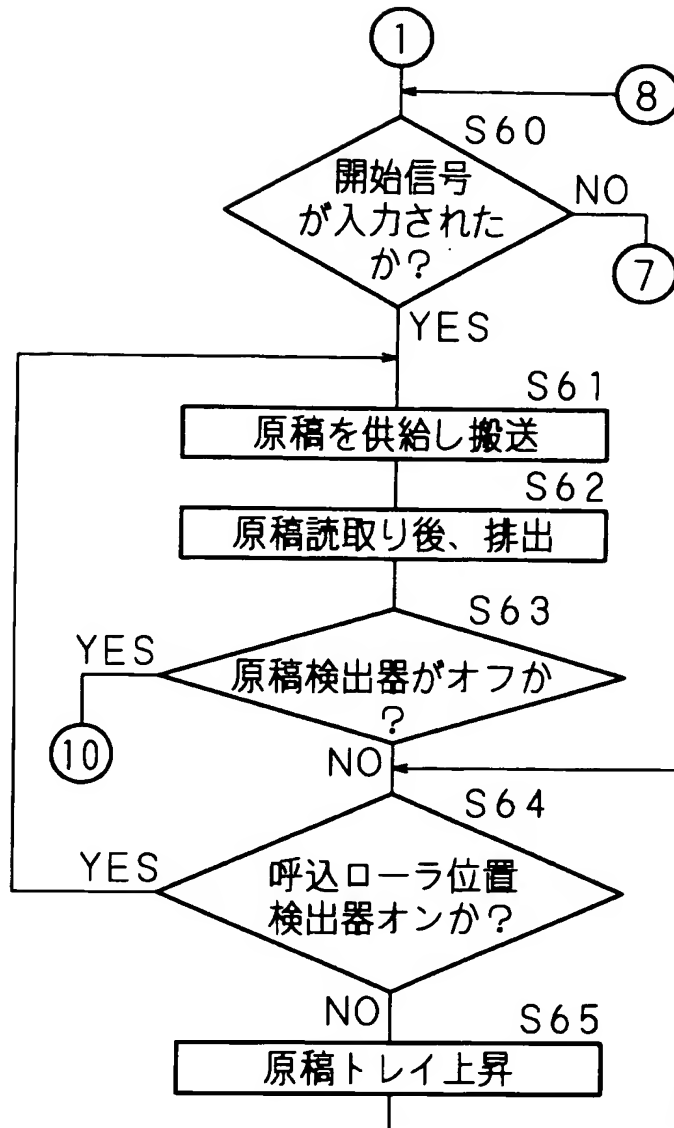 1
8
S60
開始信号
が入力された
か?
NO
7
YES
S61
原稿を供給し搬送
S62
原稿読取り後、排出
S63
YES
原稿検出器がオフか
?
10
NO
S64
YES
呼込ローラ位置
検出器オンか?
NO
S65
原稿トレイ上昇